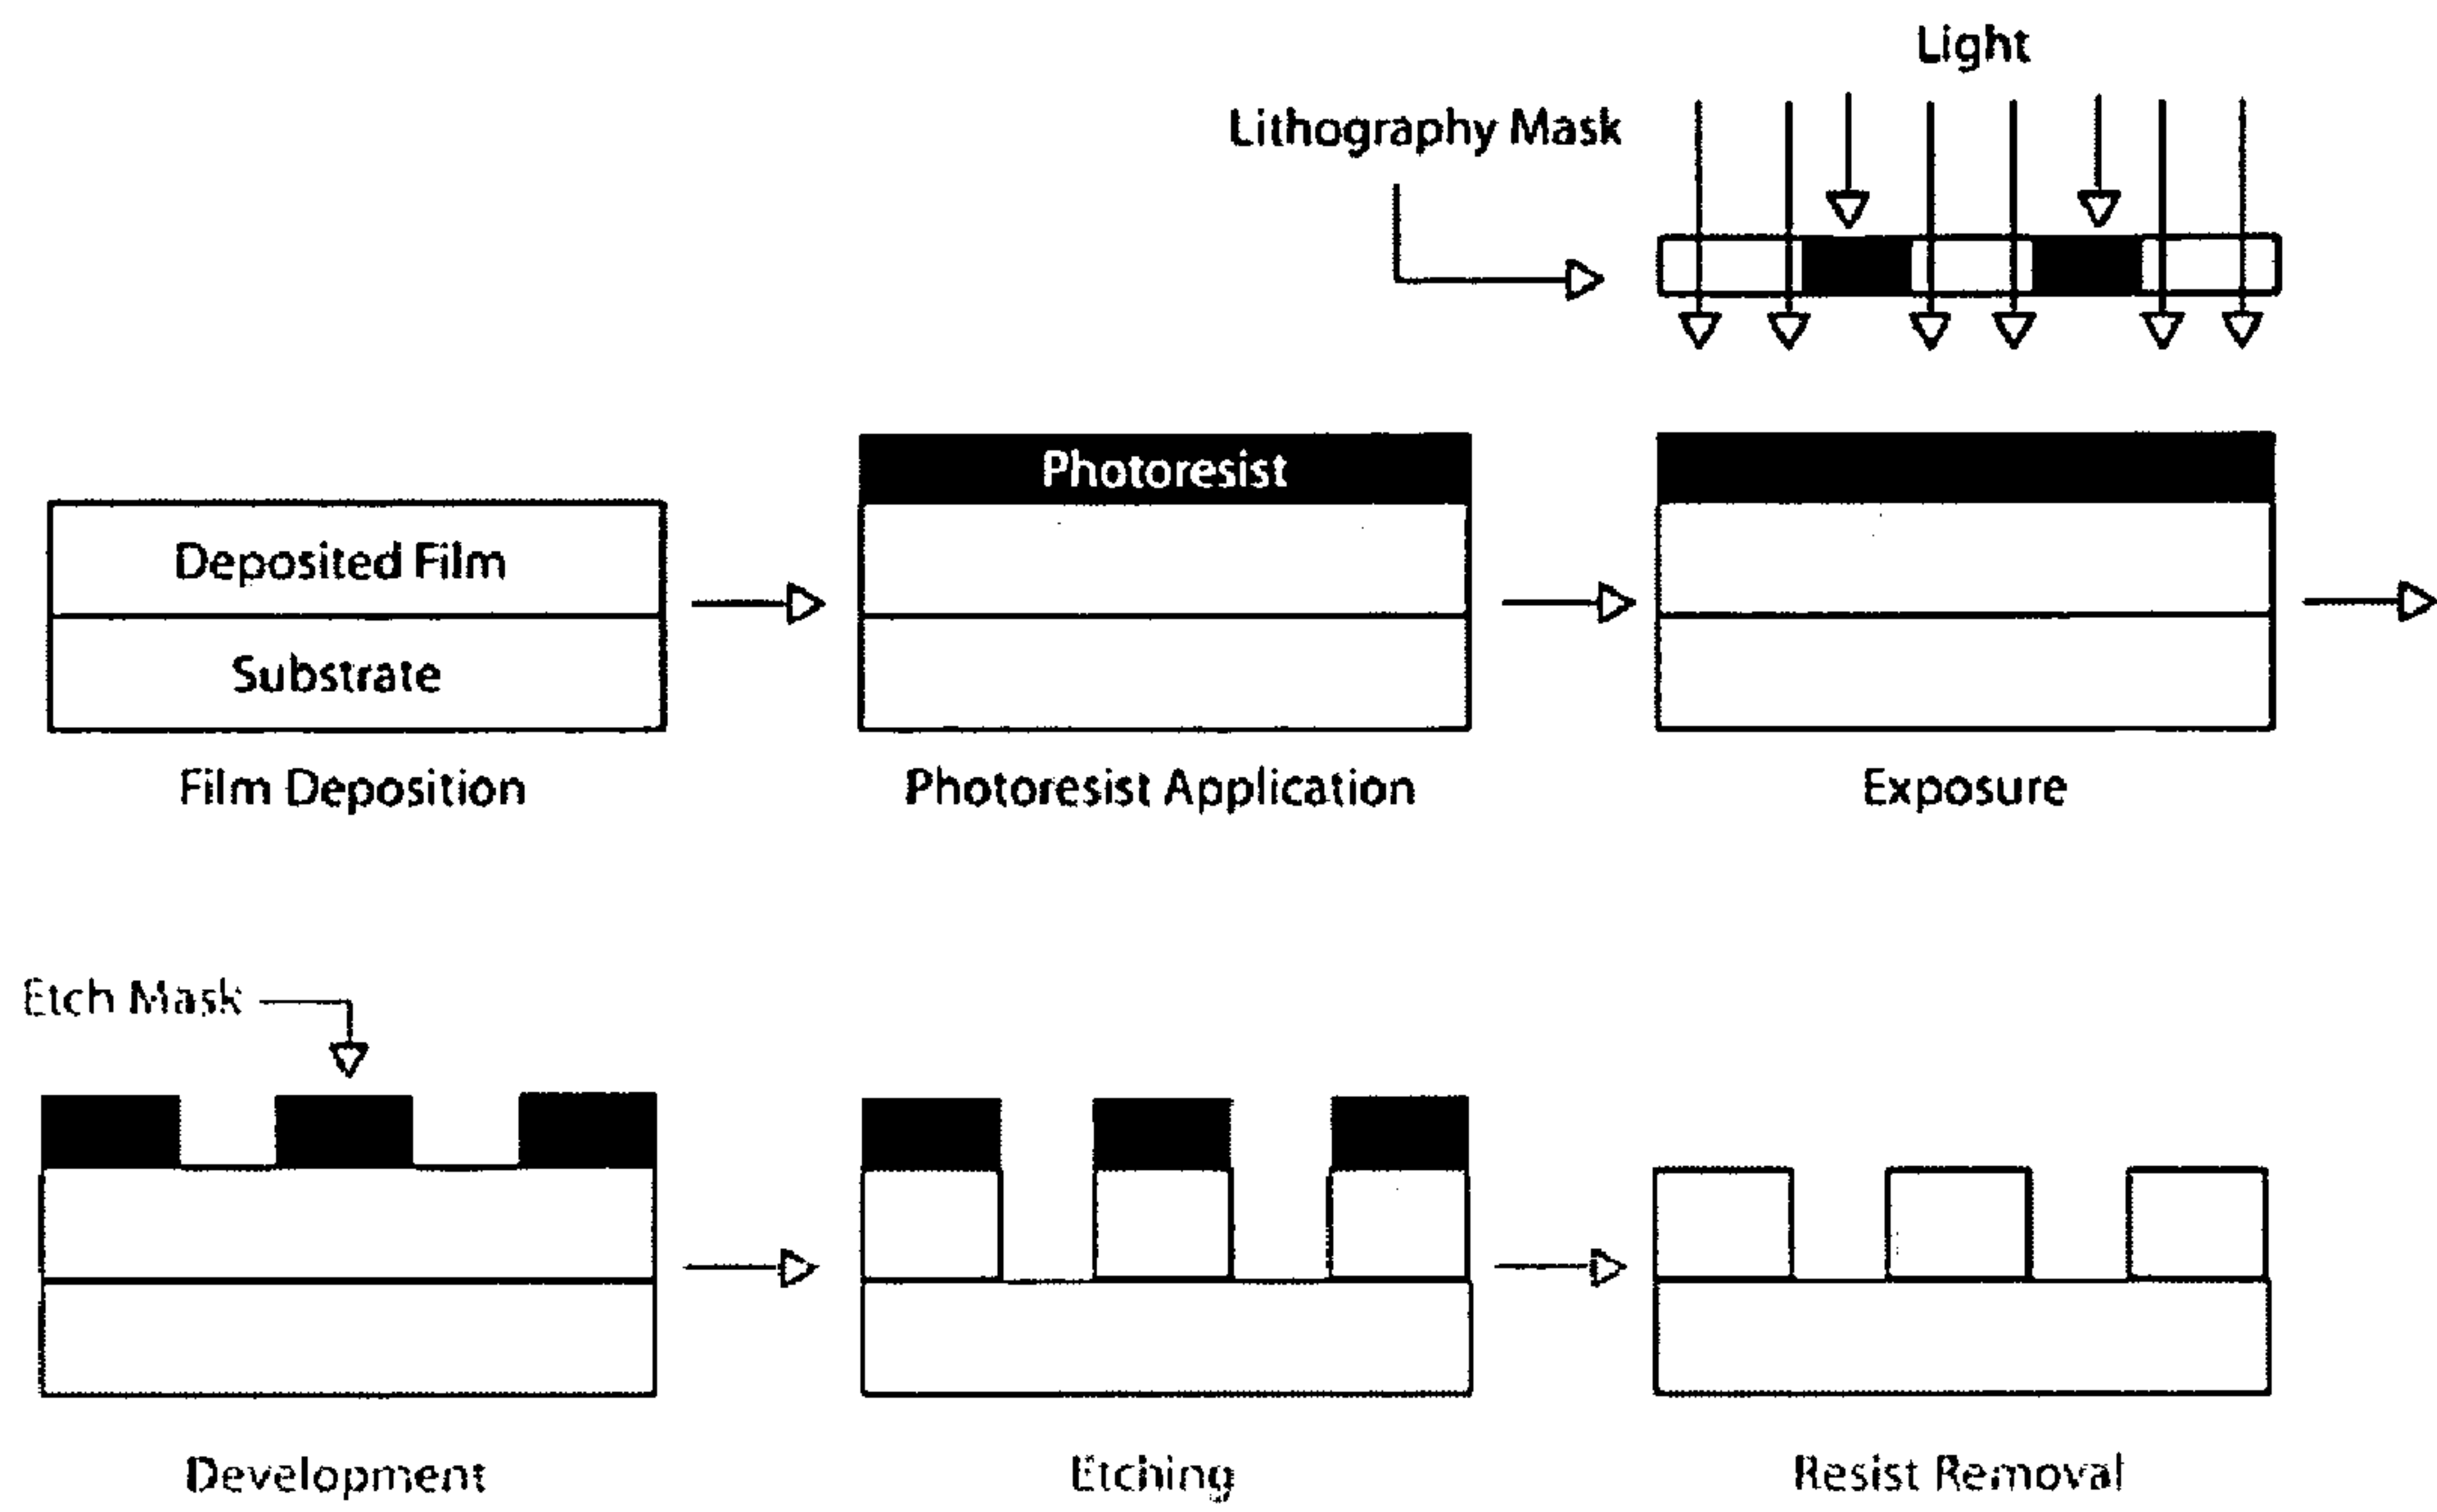 Light
Lithography Mask
Photoresist
Deposited Film
Substrate
Film Deposition
Photoresist Application
Exposure
Etch Mask
Development
Etching
Resist Removal